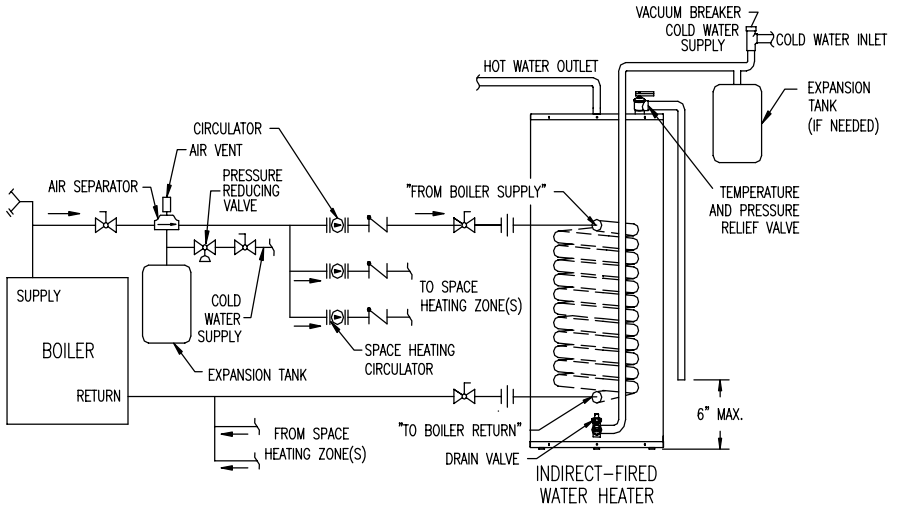 VACUUM BREAKER
COLD WATER
SUPPLY
COLD WATER INLET
HOT WATER OUTLET
EXPANSION
TANK
(IF NEEDED)
CIRCULATOR
AIR VENT
AIR SEPARATOR
PRESSURE
REDUCING
VALVE
"FROM BOILER SUPPLY"
TEMPERATURE
AND PRESSURE
RELIEF VALVE
SUPPLY
BOILER
RETURN
COLD
WATER
SUPPLY
TO SPACE
HEATING ZONE(S)
SPACE HEATING
CIRCULATOR
EXPANSION TANK
6" MAX.
"TO BOILER RETURN"
FROM SPACE
HEATING ZONE(S)
DRAIN VALVE
INDIRECT-FIRED
WATER HEATER